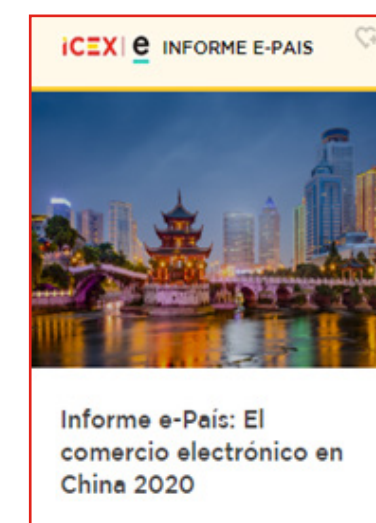 iCEX e INFORME E-PAIS
Informe e-País: El
comercio electrónico en
China 2020